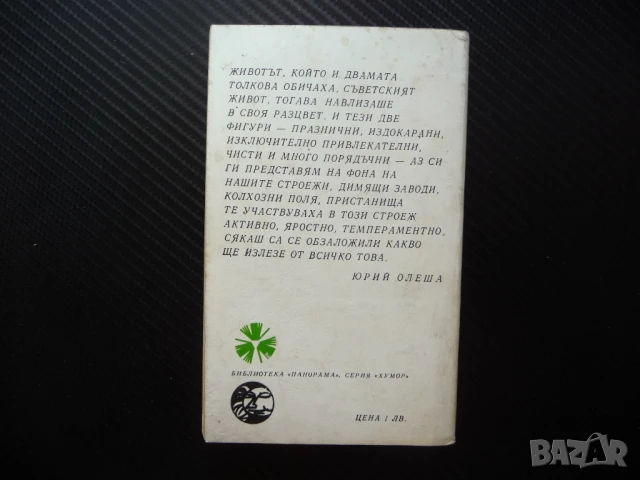 ЖИВОТЪТ, КОЙТО И ДВАМАТА
ТОЛКОВА ОБИЧАХА, СЪВЕТСКИЯТ
ЖИВОТ, ТОГАВА НАВЛИЗАШЕ
В СВОЯ РАЗЦВЕТ. И ТЕЗИ ДВЕ
ФИГУРИ — ПРАЗНИЧНИ, ИЗДОКАРАНИ,
ИЗКЛЮЧИТЕЛНО ПРИВЛЕКАТЕЛНИ,
ЧИСТИ И МНОГО ПОРЯДЪЧНИ — АЗ СИ
ГИ ПРЕДСТАВЯМ НА ФОНА НА
НАШИТЕ СТРОЕЖИ, ДИМЯЩИ ЗАВОДИ,
КОЛХОЗНИ ПОЛЯ, ПРИСТАНИЩА
ТЕ УЧАСТВУВАХА В ТОЗИ СТРОЕЖ
АКТИВНО, ЯРОСТНО, ТЕМПЕРАМЕНТНО,
СЯКАШ СА СЕ ОБЗАЛОЖИЛИ КАКВО
ЩЕ ИЗЛЕЗЕ ОТ ВСИЧКО ТОВА.
ЮРИЙ ОЛЕША
БИБЛИОТЕКА «ПАНОРАМА». СЕРИЯ «ХУМОР»
ЦЕНА 1 ЛВ.
BAZAR
bg